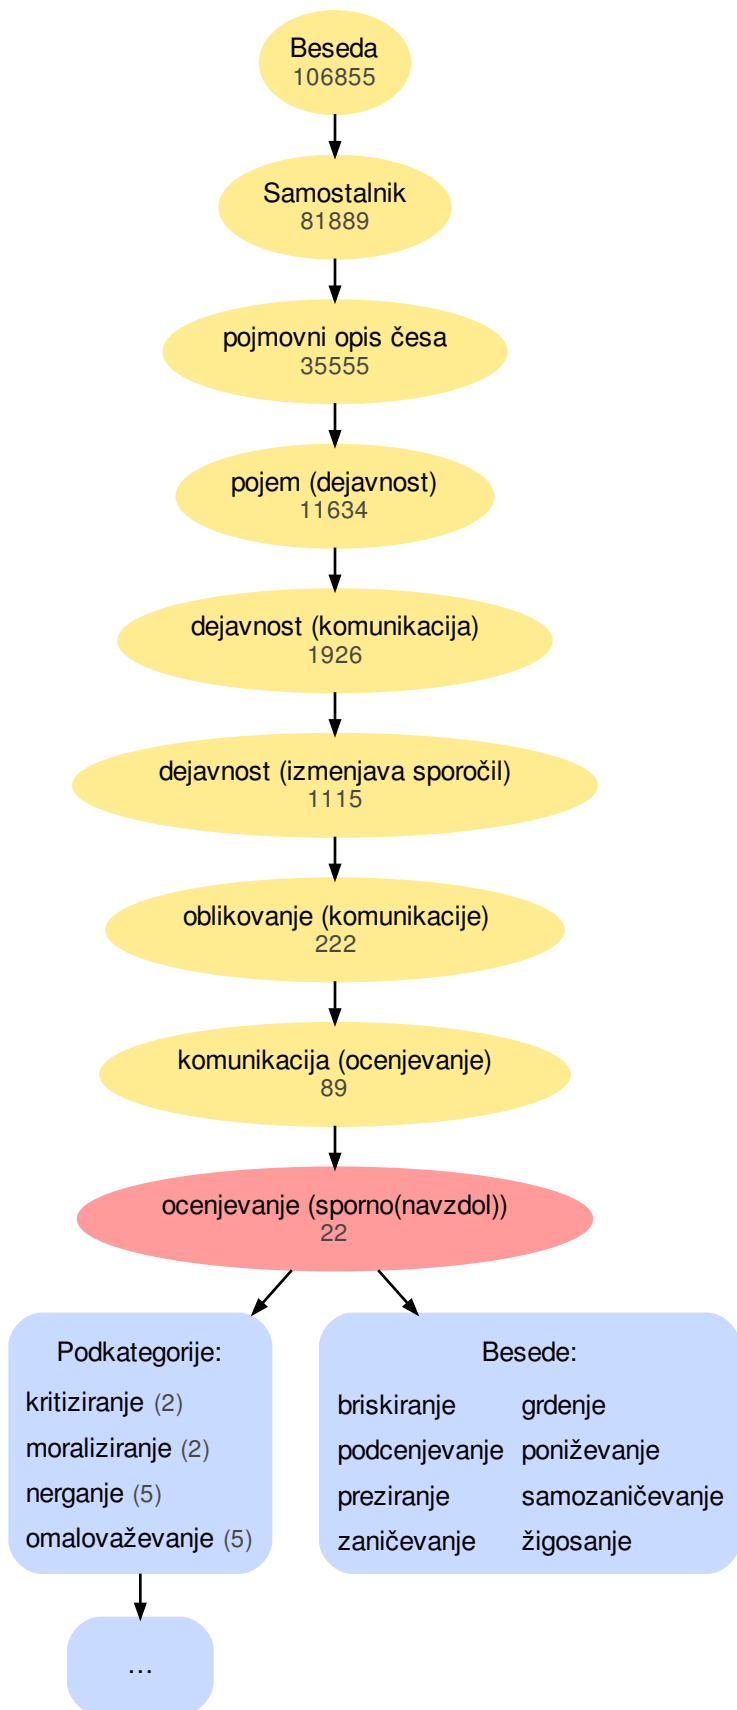 Beseda
106855
Samostalnik
81889
pojmovni opis česa
35555
pojem (dejavnost)
11634
dejavnost (komunikacija)
1926
dejavnost (izmenjava sporočil)
1115
oblikovanje (komunikacije)
222
komunikacija (ocenjevanje)
89
ocenjevanje (sporno(navzdol))
22
Podkategorije:
kritiziranje (2)
moraliziranje (2)
nerganje (5)
omalovaževanje (5)
...
Besede:
briskiranje grdenje
podcenjevanje poniževanje
preziranje samozaničevanje
zaničevanje žigosanje